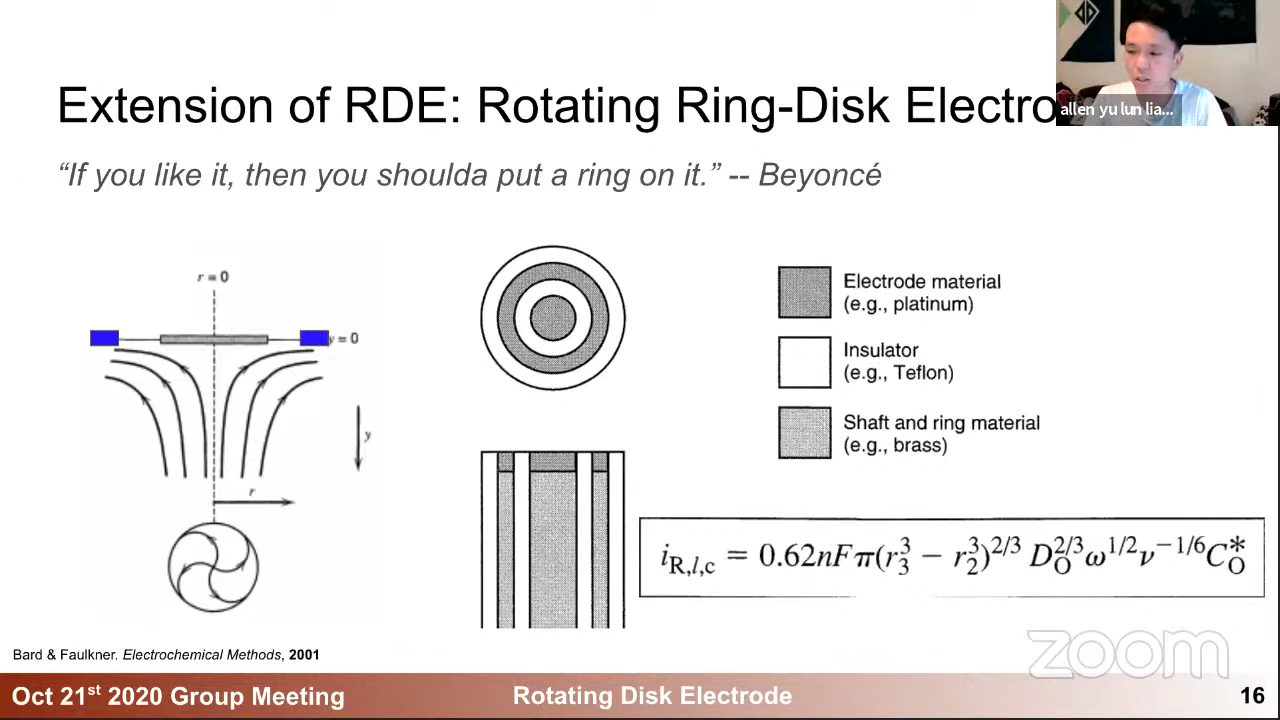 Extension of RDE: Rotating Ring-Disk Electro
allen yu lun lia...
“If you like it, then you shoulda put a ring on it.” -- Beyoncé
r = 0
y = 0
y
r
Electrode material
(e.g., platinum)
Insulator
(e.g., Teflon)
Shaft and ring material
(e.g., brass)
i_{R,l,c} = 0.62nFπ(r_3^3 − r_2^3)^{2/3} D_O^{2/3}ω^{1/2}ν^{−1/6}C_O^*
zoom
Bard & Faulkner. Electrochemical Methods, 2001
Oct 21st 2020 Group Meeting
Rotating Disk Electrode
16